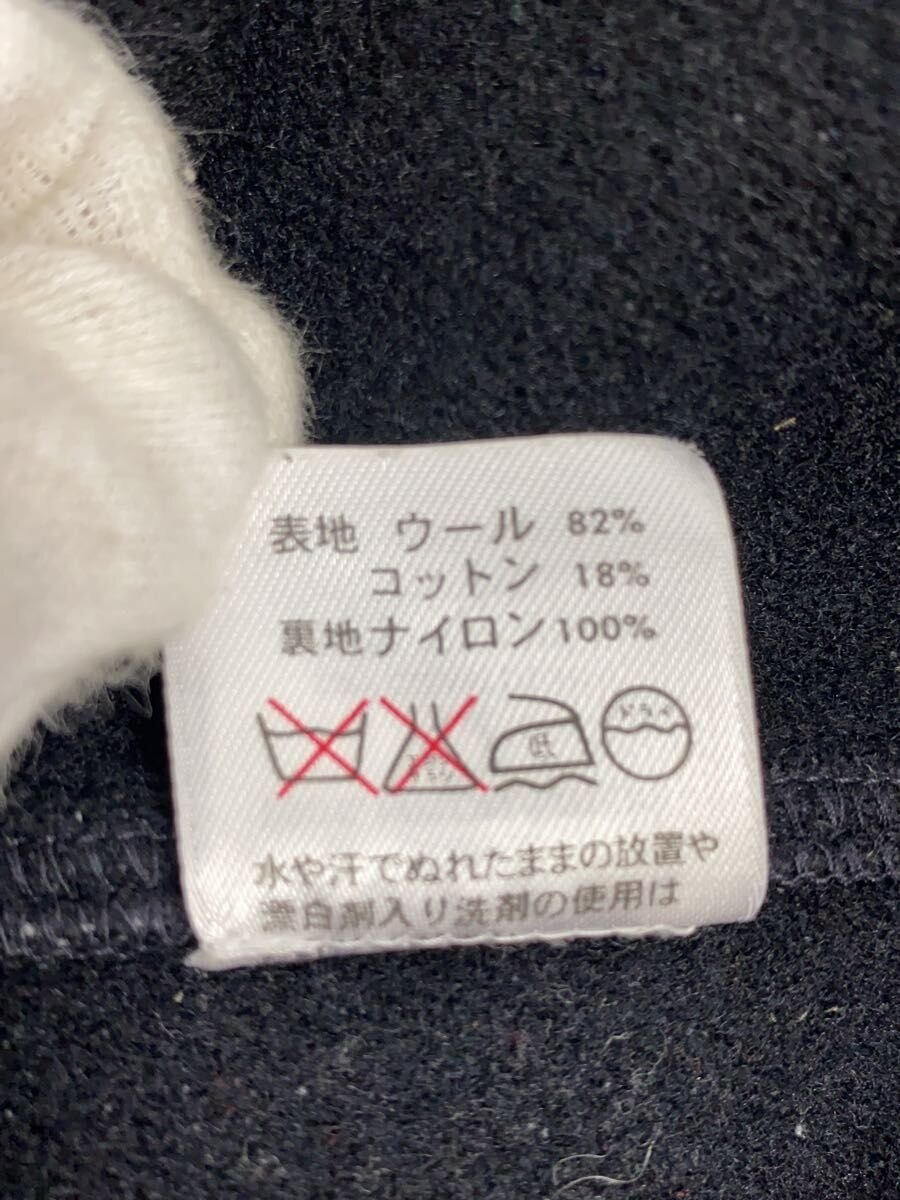 表地 ウール 82%
コットン 18%
裏地ナイロン100%
低 ドライ
水や汗でぬれたままの放置や
漂白剤入り洗剤の使用は